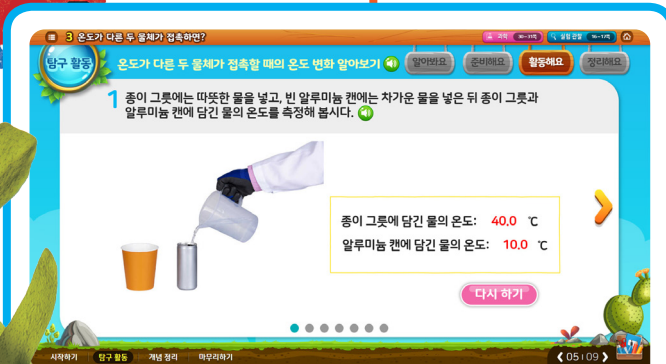 3 온도가 다른 두 물체가 접촉하면?
과학 30~31쪽
실험 관찰 16~17쪽
탐구 활동
온도가 다른 두 물체가 접촉할 때의 온도 변화 알아보기
알아봐요
준비해요
활동해요
정리해요
1 종이 그릇에는 따뜻한 물을 넣고, 빈 알루미늄 캔에는 차가운 물을 넣은 뒤 종이 그릇과
알루미늄 캔에 담긴 물의 온도를 측정해 봅시다.
종이 그릇에 담긴 물의 온도: 40.0 ℃
알루미늄 캔에 담긴 물의 온도: 10.0 ℃
다시 하기
시작하기
탐구 활동
개념 정리
마무리하기
05 | 09